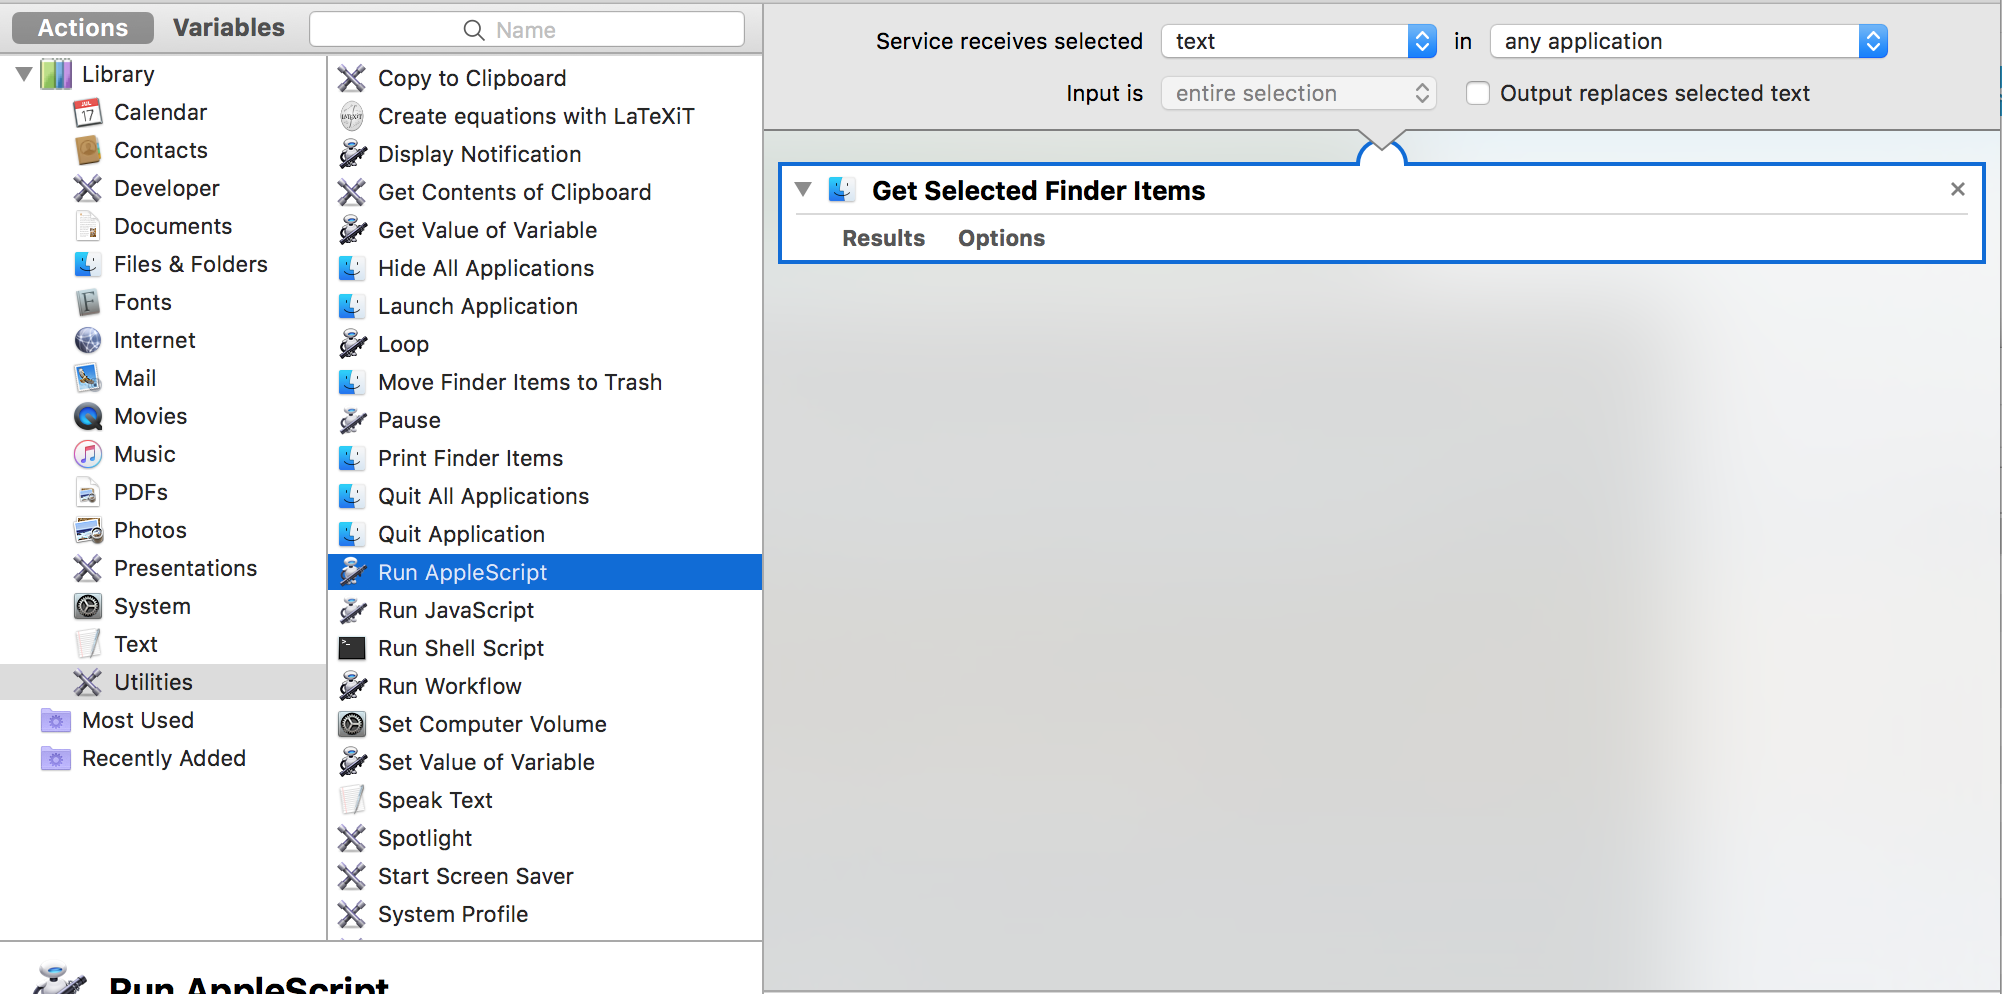 Actions Variables Name
Library
Calendar
Contacts
Developer
Documents
Files & Folders
Fonts
Internet
Mail
Movies
Music
PDFs
Photos
Presentations
System
Text
Utilities
Most Used
Recently Added
Copy to Clipboard
Create equations with LaTeXiT
Display Notification
Get Contents of Clipboard
Get Value of Variable
Hide All Applications
Launch Application
Loop
Move Finder Items to Trash
Pause
Print Finder Items
Quit All Applications
Quit Application
Run AppleScript
Run JavaScript
Run Shell Script
Run Workflow
Set Computer Volume
Set Value of Variable
Speak Text
Spotlight
Start Screen Saver
System Profile
Run AppleScript
Service receives selected text in any application
Input is entire selection Output replaces selected text
Get Selected Finder Items
Results Options